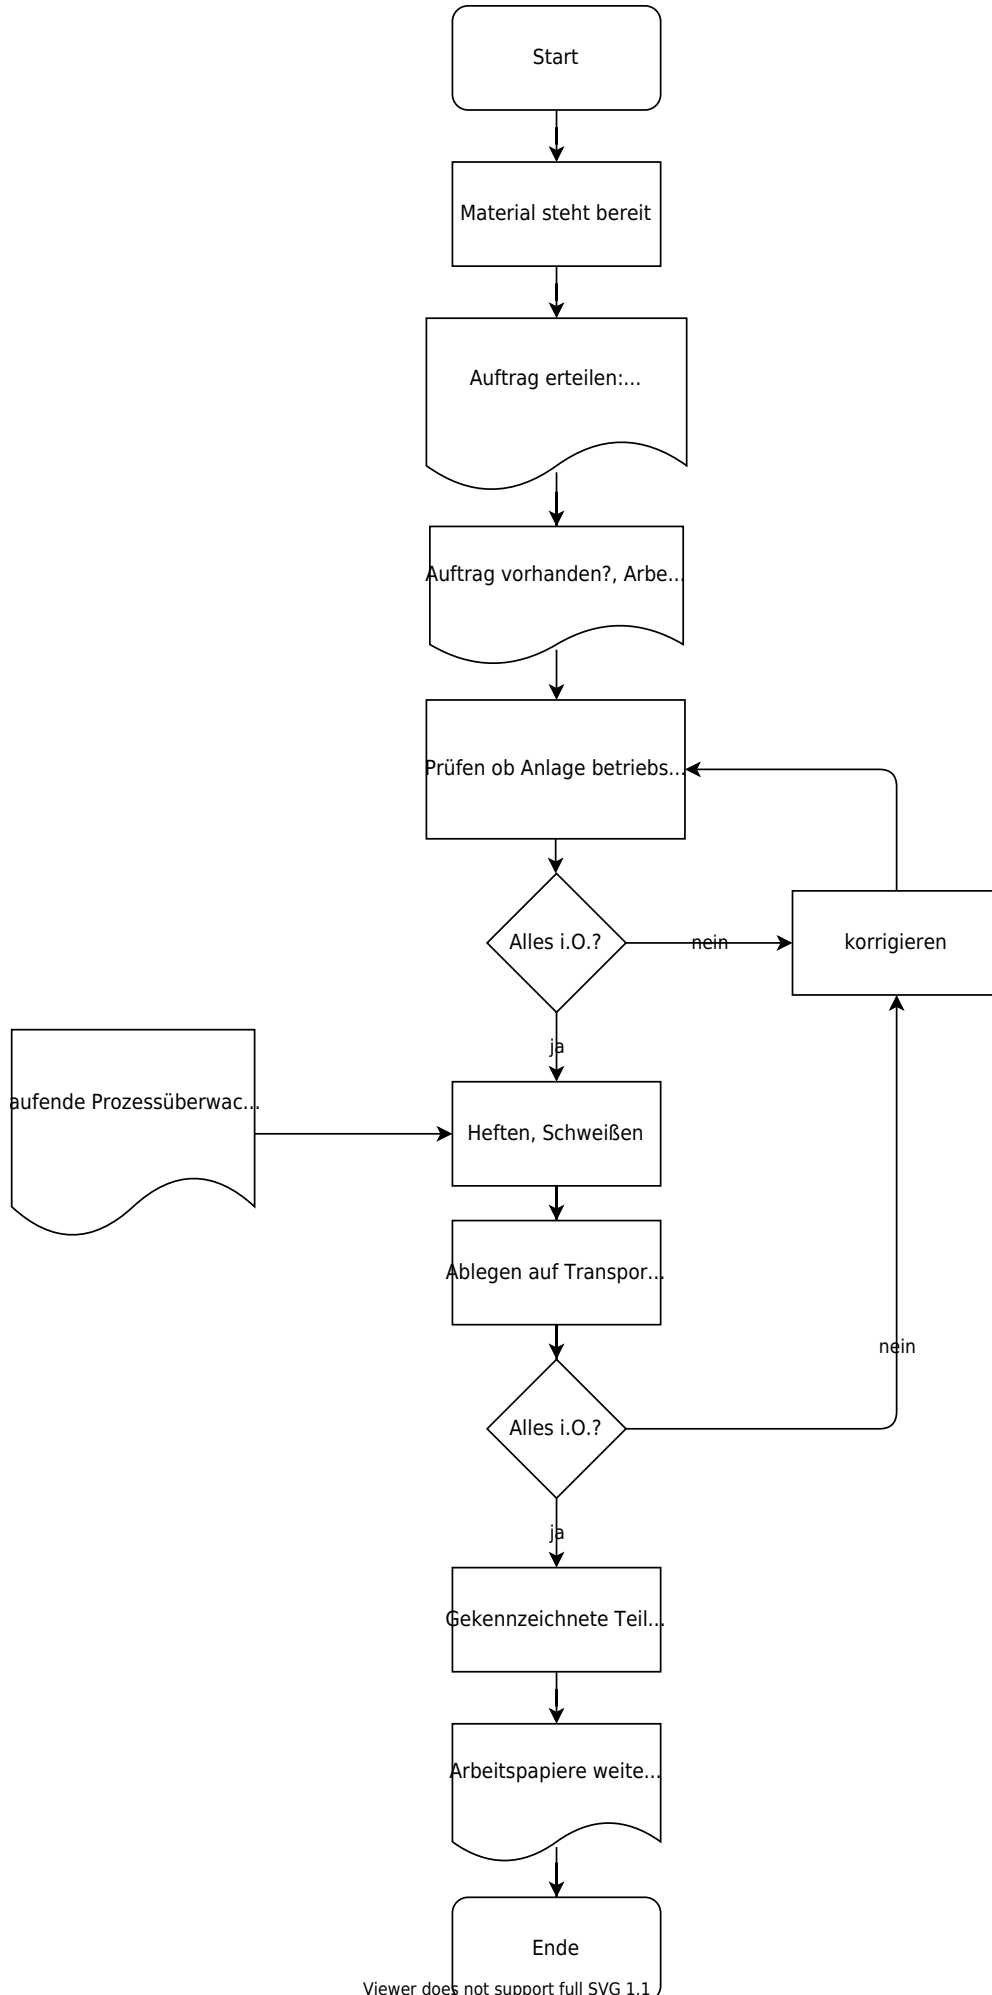 Start
Material steht bereit
Auftrag erteilen:...
Auftrag vorhanden?, Arbe...
Prüfen ob Anlage betriebs...
Alles i.O.?
nein
korrigieren
ja
aufende Prozessüberwac...
Heften, Schweißen
Ablegen auf Transpor...
nein
Alles i.O.?
ja
Gekennzeichnete Teil...
Arbeitspapiere weite...
Ende
Viewer does not support full SVG 1.1